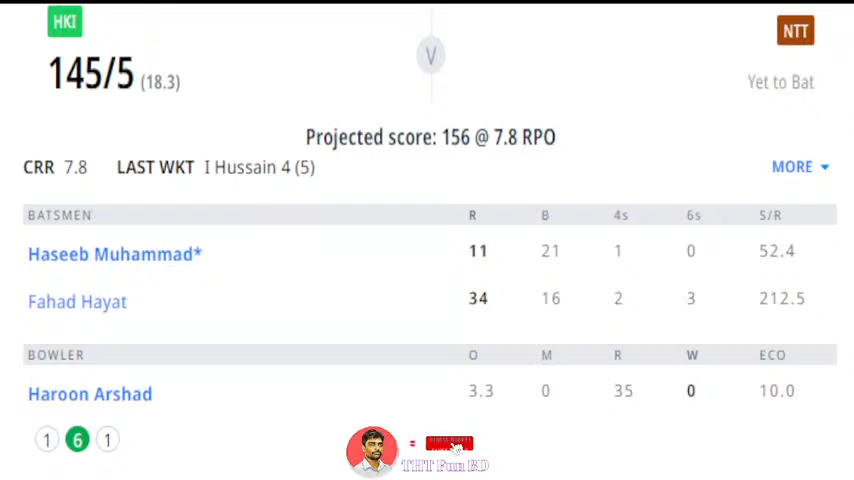 HKI
NTT
V
145/5 (18.3)
Yet to Bat
Projected score: 156 @ 7.8 RPO
CRR 7.8 LAST WKT I Hussain 4 (5) MORE
BATSMEN R B 4s 6s S/R
Haseeb Muhammad* 11 21 1 0 52.4
Fahad Hayat 34 16 2 3 212.5
BOWLER O M R W ECO
Haroon Arshad 3.3 0 35 0 10.0
1 6 1
THT Fun BD